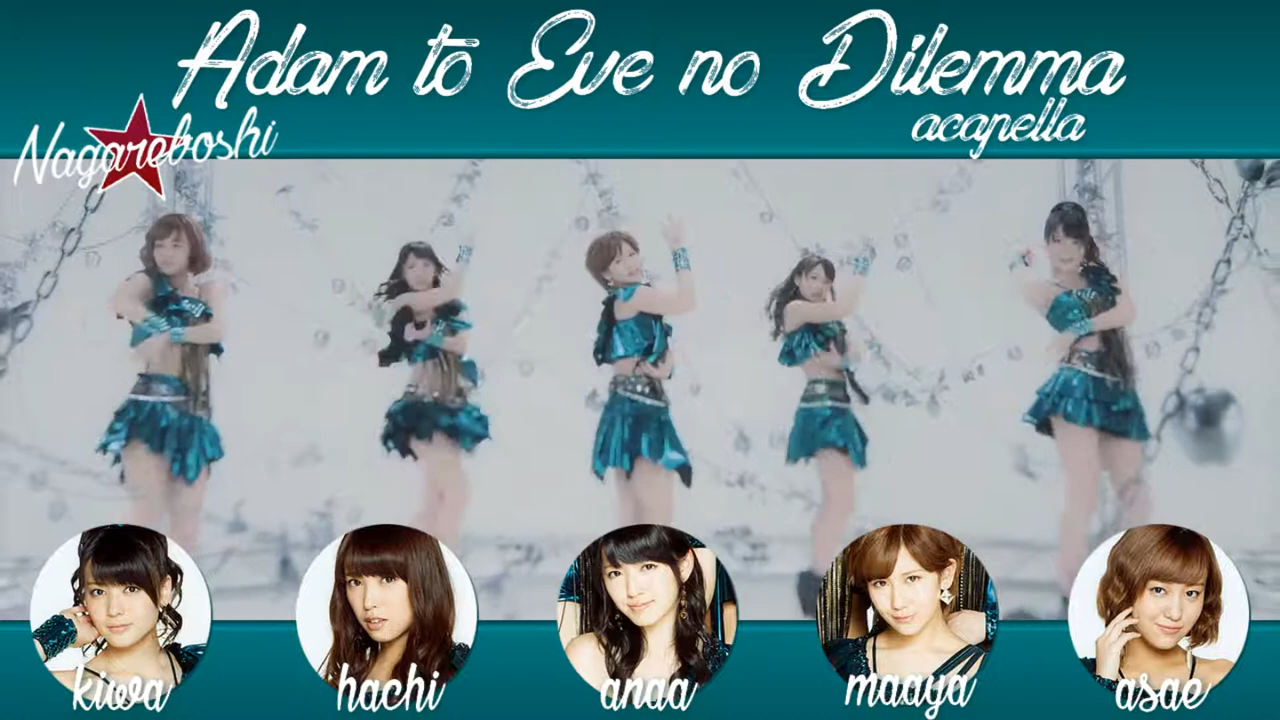 Adam to Eve no Dilemma
acapella
Nagareboshi
kiwa
hachi
anaa
maaya
asae